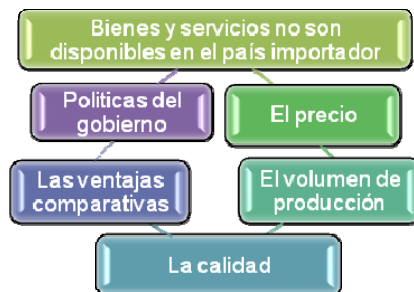 Bienes y servicios no son
disponibles en el país importador
Politicas del
gobierno
El precio
Las ventajas
comparativas
El volumen de
producción
La calidad